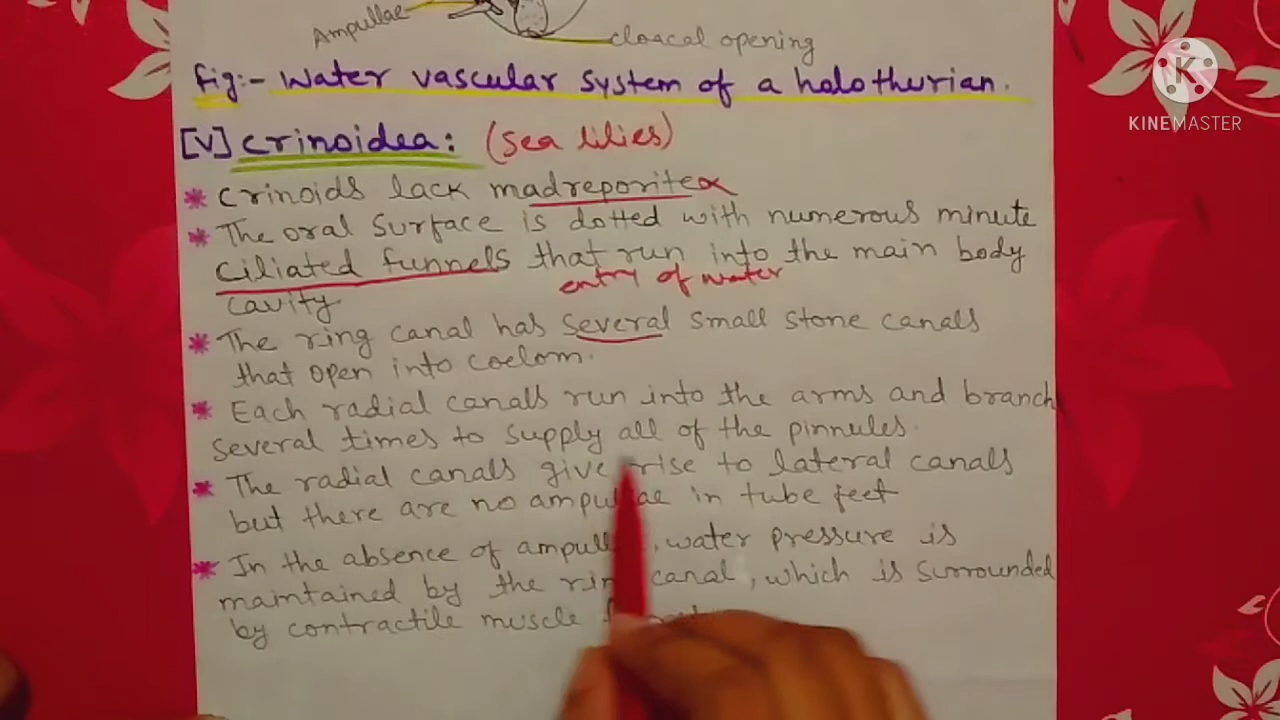 Ampullae
cloacal opening
Fig:- Water vascular system of a holothurian.
[V] Crinoidea: (Sea lilies)
* Crinoids lack madreporite x
* The oral surface is dotted with numerous minute
ciliated funnels that run into the main body
entry of water
cavity
* The ring canal has several small stone canals
that open into coelom.
* Each radial canals run into the arms and branch
several times to supply all of the pinnules.
* The radial canals give rise to lateral canals
but there are no ampullae in tube feet
* In the absence of water pressure is
maintained by the canal, which is surrounded
by contractile muscle
K
KINEMASTER